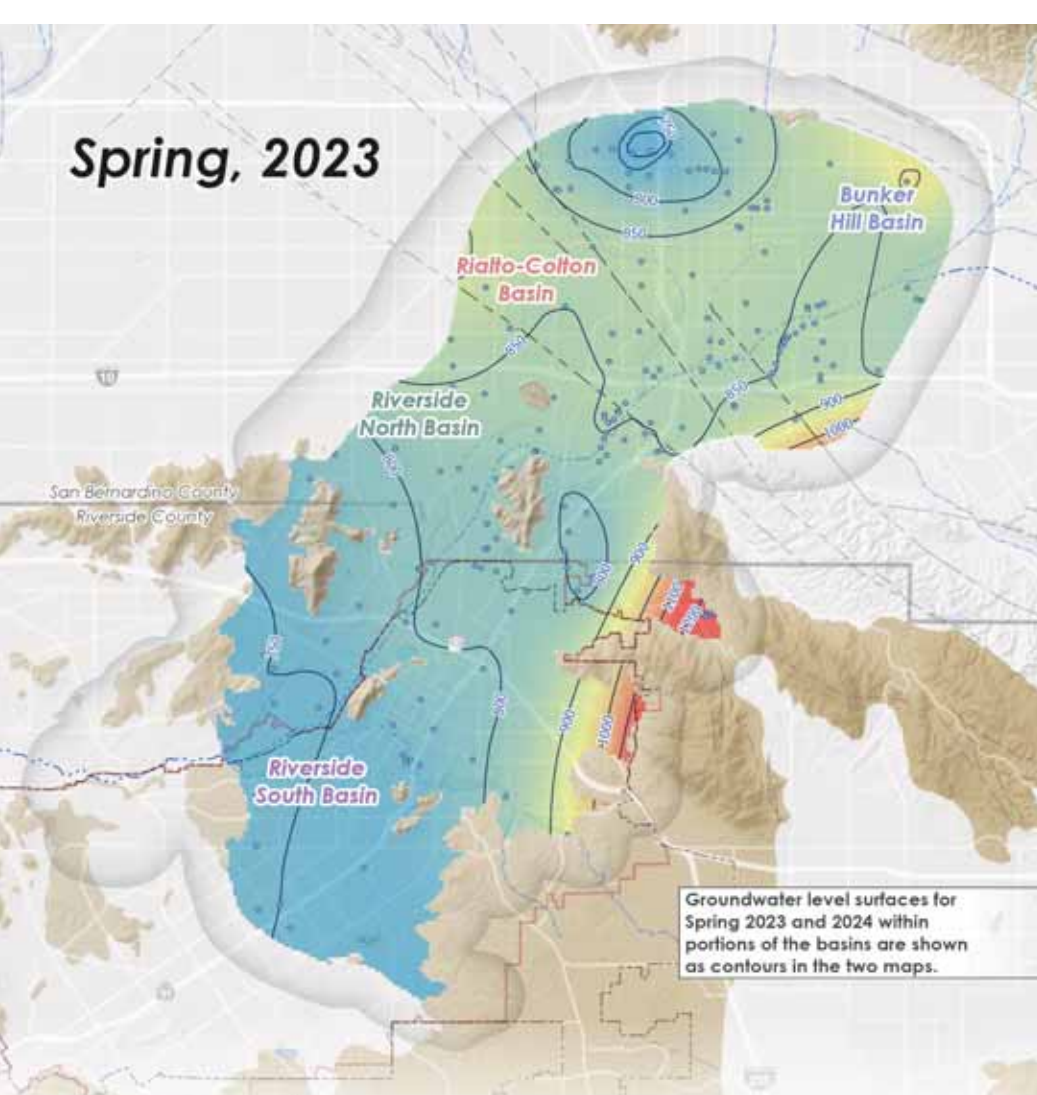 Spring, 2023
800
850
Bunker
Hill Basin
Rialto-Colton
Basin
850
10
850
900
1000
Riverside
North Basin
San Bernardino County
Riverside County
900
900
1000
Riverside
South Basin
Groundwater level surfaces for
Spring 2023 and 2024 within
portions of the basins are shown
as contours in the two maps.